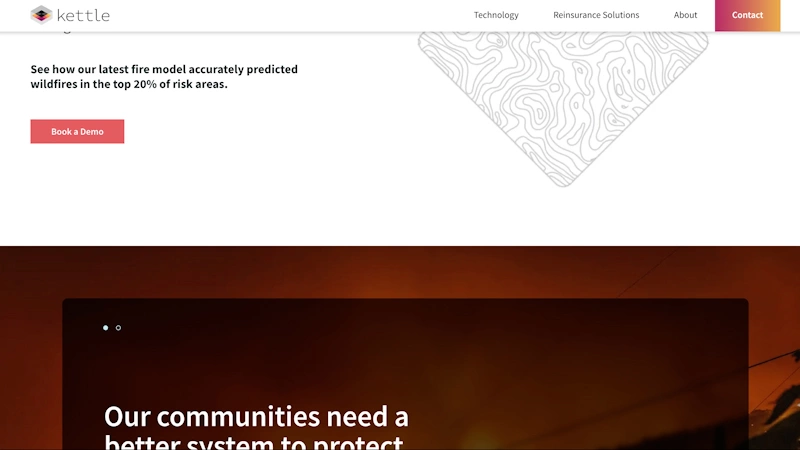 kettle
Technology
Reinsurance Solutions
About
Contact
See how our latest fire model accurately predicted
wildfires in the top 20% of risk areas.
Book a Demo
Our communities need a
better system to protect